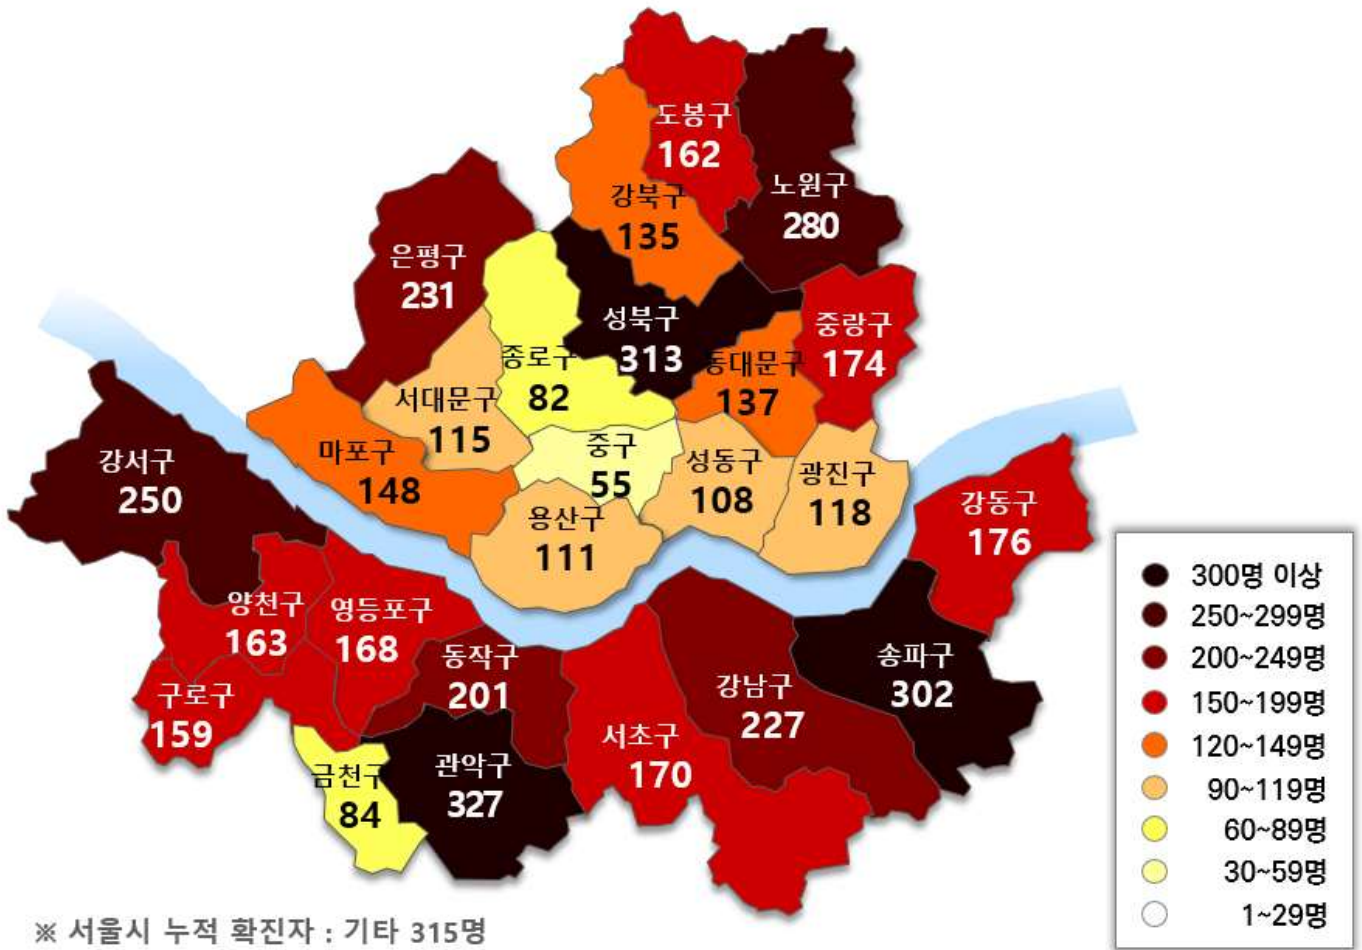 도봉구
162
노원구
280
강북구
135
은평구
231
성북구
313
중랑구
174
종로구
82
동대문구
137
서대문구
115
마포구
148
중구
55
성동구
108
광진구
118
강서구
250
용산구
111
강동구
176
양천구
163
영등포구
168
동작구
201
강남구
227
송파구
302
구로구
159
서초구
170
금천구
84
관악구
327
300명 이상
250~299명
200~249명
150~199명
120~149명
90~119명
60~89명
30~59명
1~29명
※ 서울시 누적 확진자 : 기타 315명